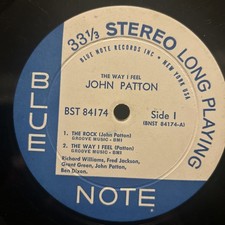 33⅓ STEREO LONG PLAYING
BLUE NOTE RECORDS INC • NEW YORK USA
THE WAY I FEEL
JOHN PATTON
BST 84174
Side 1
(BNST 84174-A)
1. THE ROCK (John Patton)
GROOVE MUSIC - BMI
2. THE WAY I FEEL (Patton)
GROOVE MUSIC - BMI
Richard Williams, Fred Jackson,
Grant Green, John Patton,
Ben Dixon.
BLUE
NOTE